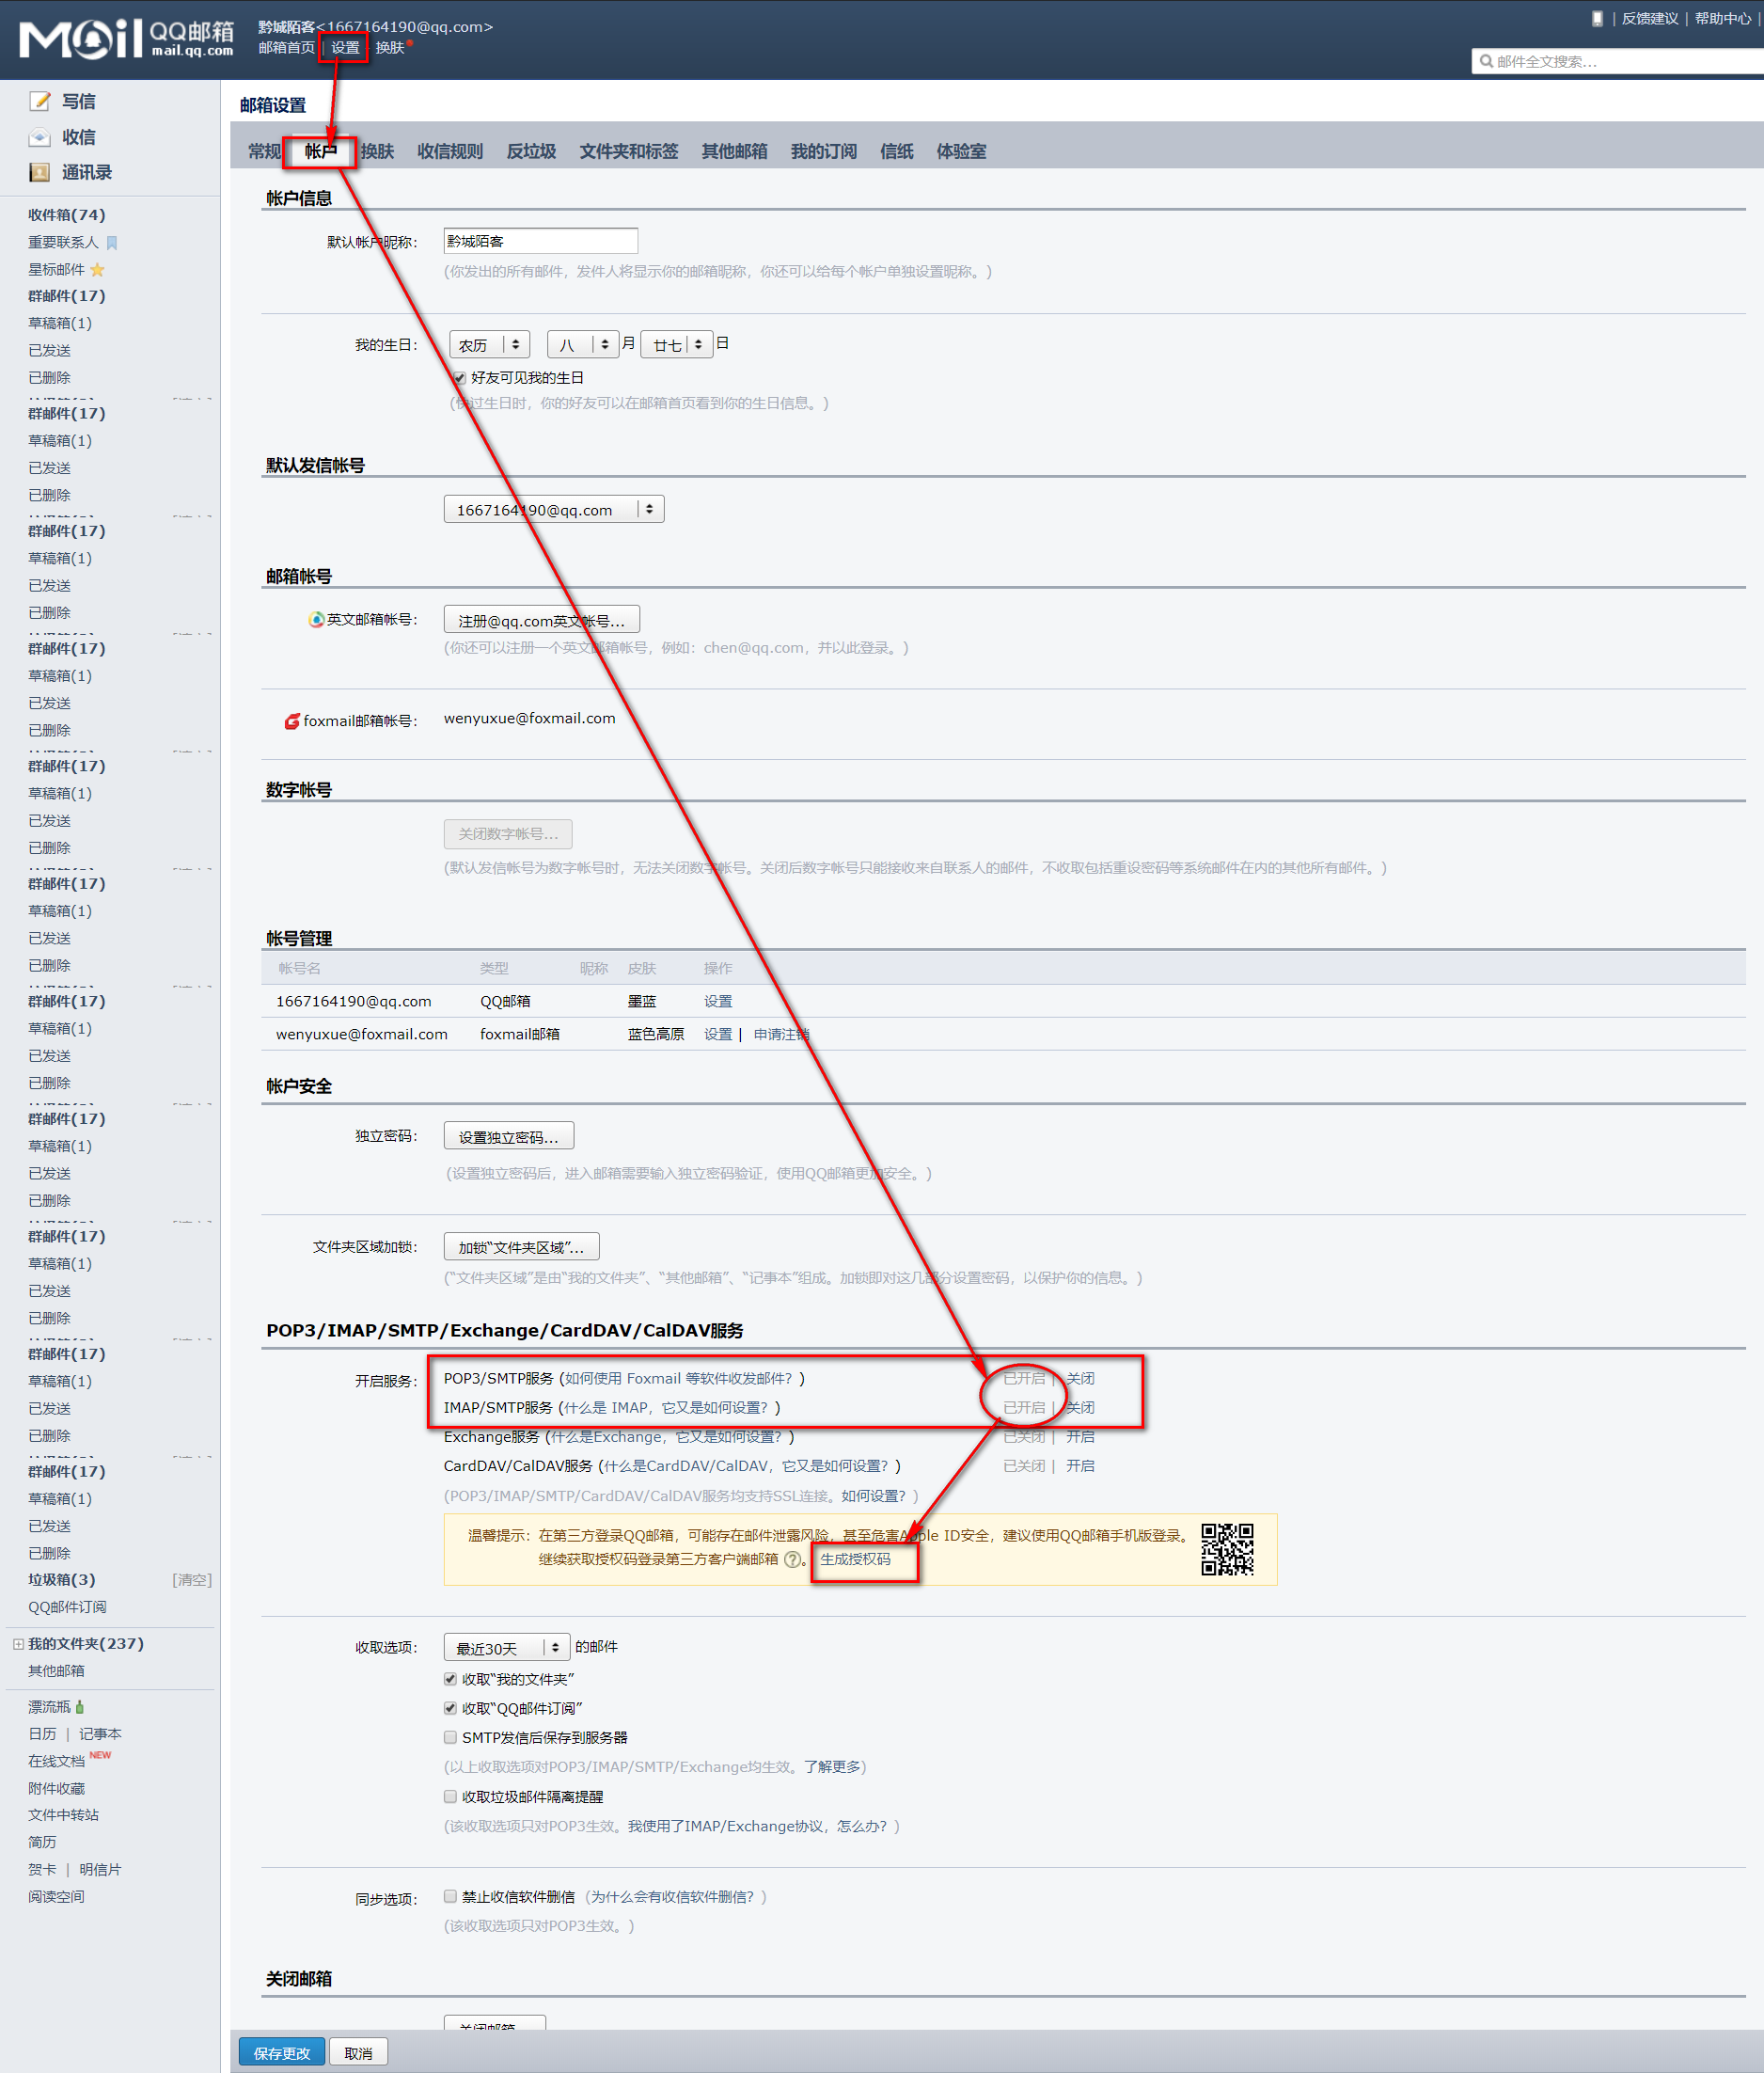 MOil QQ邮箱 mail.qq.com
黔城陌客<1667164190@qq.com>
邮箱首页 | 设置 - 换肤
| 反馈建议 | 帮助中心 |
邮件全文搜索...
写信
收信
通讯录
收件箱(74)
重要联系人
星标邮件
群邮件(17)
草稿箱(1)
已发送
已删除
群邮件(17)
草稿箱(1)
已发送
已删除
群邮件(17)
草稿箱(1)
已发送
已删除
群邮件(17)
草稿箱(1)
已发送
已删除
群邮件(17)
草稿箱(1)
已发送
已删除
群邮件(17)
草稿箱(1)
已发送
已删除
群邮件(17)
草稿箱(1)
已发送
已删除
群邮件(17)
草稿箱(1)
已发送
已删除
群邮件(17)
草稿箱(1)
已发送
已删除
群邮件(17)
草稿箱(1)
已发送
已删除
群邮件(17)
草稿箱(1)
已发送
已删除
垃圾箱(3) [清空]
QQ邮件订阅
我的文件夹(237)
其他邮箱
漂流瓶
日历 | 记事本
在线文档 NEW
附件收藏
文件中转站
简历
贺卡 | 明信片
阅读空间
邮箱设置
常规 帐户 换肤 收信规则 反垃圾 文件夹和标签 其他邮箱 我的订阅 信纸 体验室
帐户信息
默认帐户昵称： 黔城陌客
(你发出的所有邮件，发件人将显示你的邮箱昵称，你还可以给每个帐户单独设置昵称。)
我的生日： 农历 八 月 廿七 日
好友可见我的生日
(快过生日时，你的好友可以在邮箱首页看到你的生日信息。)
默认发信帐号
1667164190@qq.com
邮箱帐号
英文邮箱帐号： 注册@qq.com英文帐号...
(你还可以注册一个英文邮箱帐号，例如：chen@qq.com，并以此登录。)
foxmail邮箱帐号： wenyuxue@foxmail.com
数字帐号
关闭数字帐号...
(默认发信帐号为数字帐号时，无法关闭数字帐号。关闭后数字帐号只能接收来自联系人的邮件，不收取包括重设密码等系统邮件在内的其他所有邮件。)
帐号管理
帐号名 类型 昵称 皮肤 操作
1667164190@qq.com QQ邮箱 墨蓝 设置
wenyuxue@foxmail.com foxmail邮箱 蓝色高原 设置 | 申请注销
帐户安全
独立密码： 设置独立密码...
(设置独立密码后，进入邮箱需要输入独立密码验证，使用QQ邮箱更加安全。)
文件夹区域加锁： 加锁“文件夹区域”...
(“文件夹区域”是由“我的文件夹”、“其他邮箱”、“记事本”组成。加锁即对这几部分设置密码，以保护你的信息。)
POP3/IMAP/SMTP/Exchange/CardDAV/CalDAV服务
开启服务： POP3/SMTP服务 (如何使用 Foxmail 等软件收发邮件？) 已开启 | 关闭
IMAP/SMTP服务 (什么是 IMAP，它又是如何设置？) 已开启 | 关闭
Exchange服务 (什么是Exchange，它又是如何设置？) 已关闭 | 开启
CardDAV/CalDAV服务 (什么是CardDAV/CalDAV，它又是如何设置？) 已关闭 | 开启
(POP3/IMAP/SMTP/CardDAV/CalDAV服务均支持SSL连接。如何设置？)
温馨提示：在第三方登录QQ邮箱，可能存在邮件泄露风险，甚至危害Apple ID安全，建议使用QQ邮箱手机版登录。
继续获取授权码登录第三方客户端邮箱 ?。 生成授权码
收取选项： 最近30天 的邮件
收取“我的文件夹”
收取“QQ邮件订阅”
SMTP发信后保存到服务器
(以上收取选项对POP3/IMAP/SMTP/Exchange均生效。了解更多)
收取垃圾邮件隔离提醒
(该收取选项只对POP3生效。我使用了IMAP/Exchange协议，怎么办？)
同步选项： 禁止收信软件删信 (为什么会有收信软件删信？)
(该收取选项只对POP3生效。)
关闭邮箱
关闭邮箱...
保存更改 取消